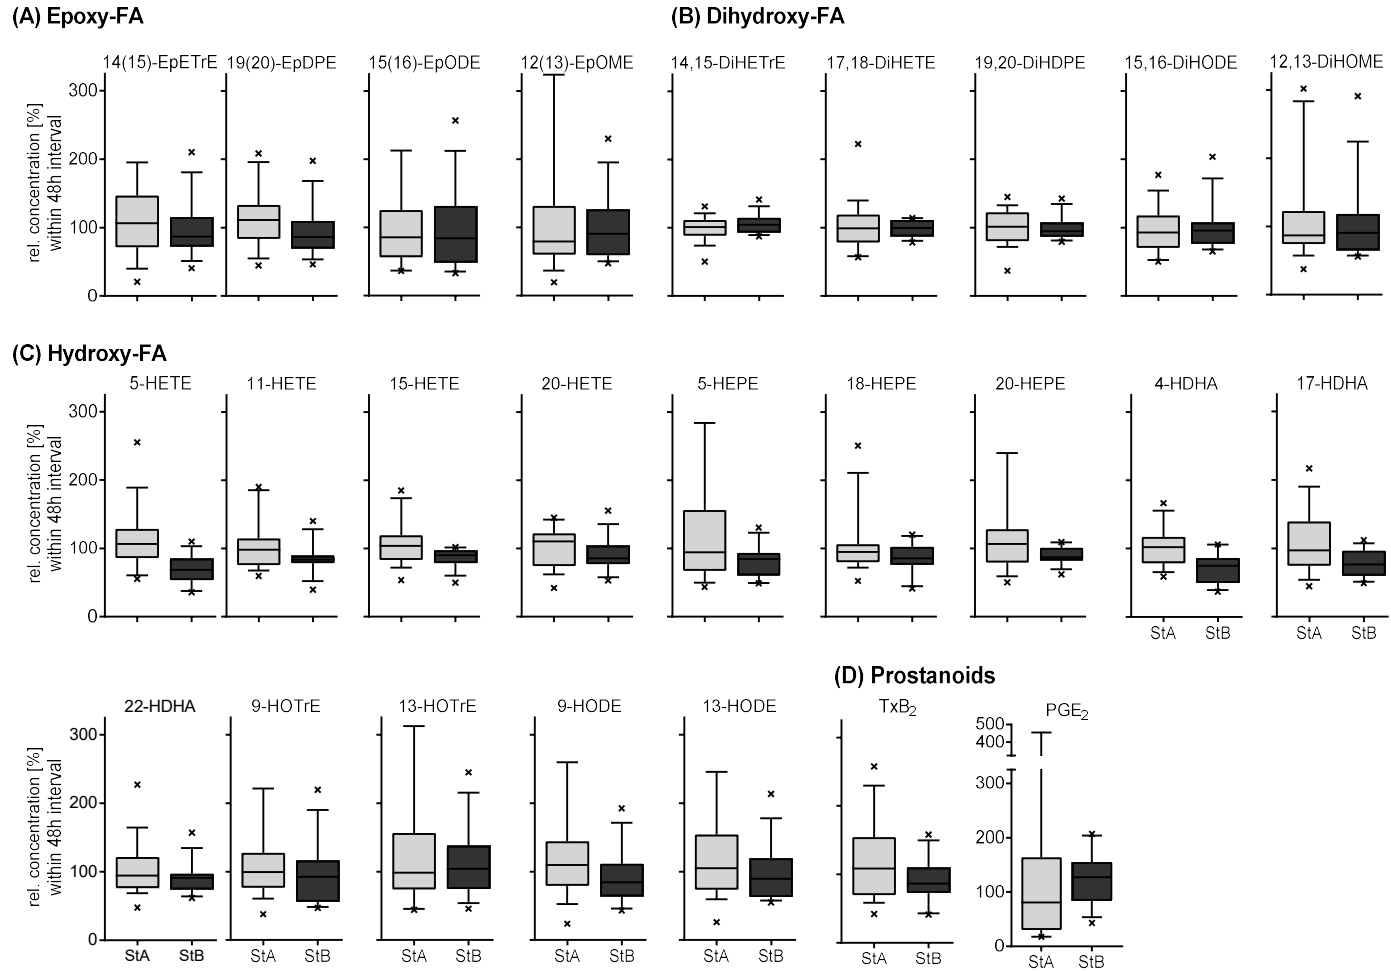 (A) Epoxy-FA
(B) Dihydroxy-FA
14(15)-EpETrE 19(20)-EpDPE 15(16)-EpODE 12(13)-EpOME 14,15-DiHETrE 17,18-DiHETE 19,20-DiHDPE 15,16-DiHODE 12,13-DiHOME
rel. concentration [%]
within 48h interval
300
200
100
0
(C) Hydroxy-FA
5-HETE 11-HETE 15-HETE 20-HETE 5-HEPE 18-HEPE 20-HEPE 4-HDHA 17-HDHA
rel. concentration [%]
within 48h interval
300
200
100
0
StA StB StA StB
(D) Prostanoids
22-HDHA 9-HOTrE 13-HOTrE 9-HODE 13-HODE TxB2 PGE2
rel. concentration [%]
within 48h interval
300
200
100
0
500
400
300
200
100
0
StA StB StA StB StA StB StA StB StA StB StA StB StA StB